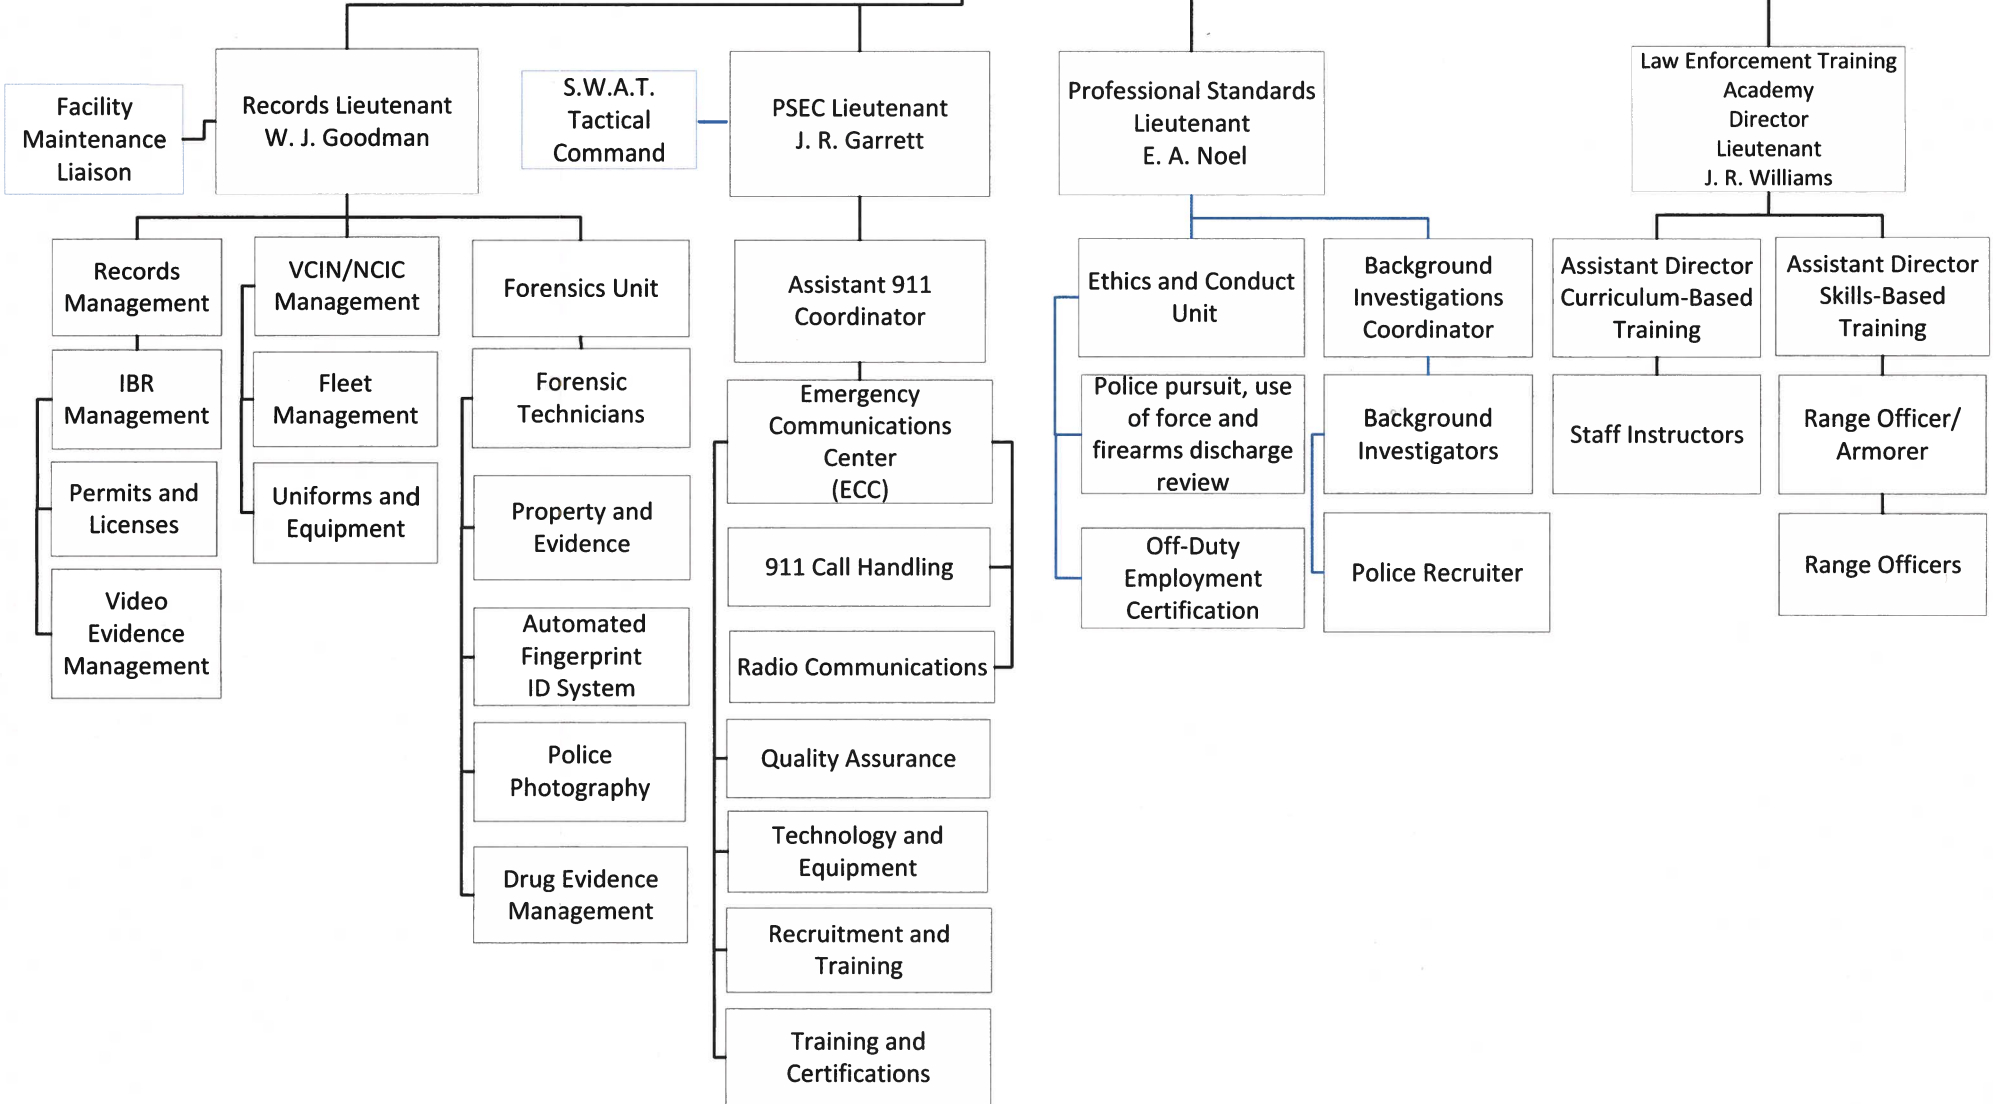 Facility
Maintenance
Liaison
Records Lieutenant
W. J. Goodman
S.W.A.T.
Tactical
Command
PSEC Lieutenant
J. R. Garrett
Professional Standards
Lieutenant
E. A. Noel
Law Enforcement Training
Academy
Director
Lieutenant
J. R. Williams
Records
Management
IBR
Management
Permits and
Licenses
Video
Evidence
Management
VCIN/NCIC
Management
Fleet
Management
Uniforms and
Equipment
Forensics Unit
Forensic
Technicians
Property and
Evidence
Automated
Fingerprint
ID System
Police
Photography
Drug Evidence
Management
Assistant 911
Coordinator
Emergency
Communications
Center
(ECC)
911 Call Handling
Radio Communications
Quality Assurance
Technology and
Equipment
Recruitment and
Training
Training and
Certifications
Ethics and Conduct
Unit
Police pursuit, use
of force and
firearms discharge
review
Off-Duty
Employment
Certification
Background
Investigations
Coordinator
Background
Investigators
Police Recruiter
Assistant Director
Curriculum-Based
Training
Staff Instructors
Assistant Director
Skills-Based
Training
Range Officer/
Armorer
Range Officers